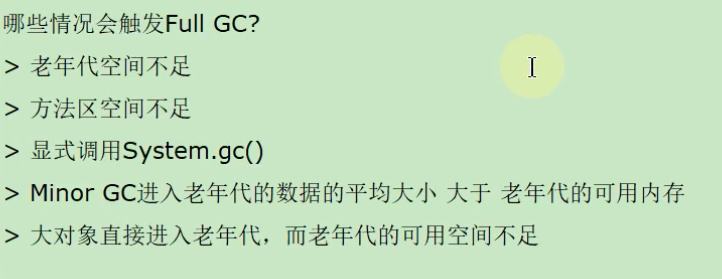 哪些情况会触发Full GC?
> 老年代空间不足
> 方法区空间不足
> 显式调用System.gc()
> Minor GC进入老年代的数据的平均大小 大于 老年代的可用内存
> 大对象直接进入老年代，而老年代的可用空间不足